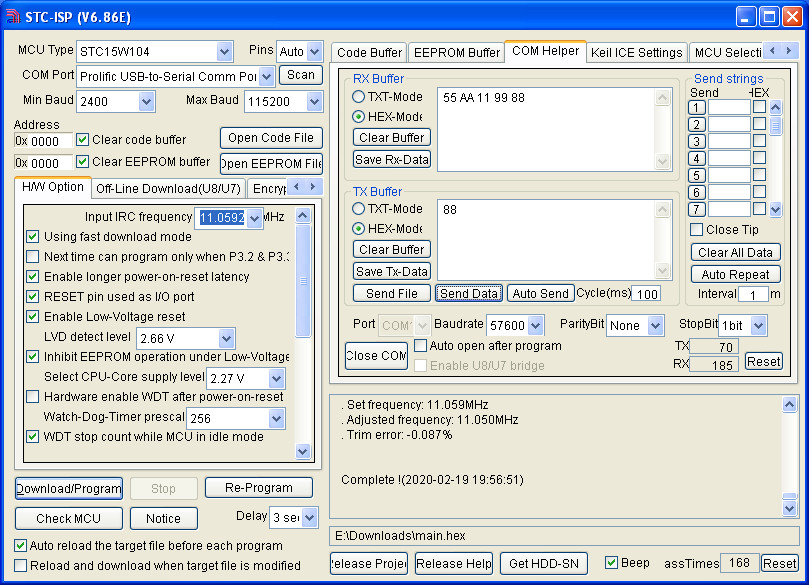 STC-ISP (V6.86E)
MCU Type STC15W104 Pins Auto
COM Port Prolific USB-to-Serial Comm Por Scan
Min Baud 2400 Max Baud 115200
Address
0x 0000 Clear code buffer Open Code File
0x 0000 Clear EEPROM buffer Open EEPROM File
H/W Option Off-Line Download(U8/U7) Encryp
Input IRC frequency 11.0592 MHz
Using fast download mode
Next time can program only when P3.2 & P3.3
Enable longer power-on-reset latency
RESET pin used as I/O port
Enable Low-Voltage reset
LVD detect level 2.66 V
Inhibit EEPROM operation under Low-Voltage
Select CPU-Core supply level 2.27 V
Hardware enable WDT after power-on-reset
Watch-Dog-Timer prescal 256
WDT stop count while MCU in idle mode
Download/Program Stop Re-Program
Check MCU Notice Delay 3 sec
Auto reload the target file before each program
Reload and download when target file is modified
Code Buffer EEPROM Buffer COM Helper Keil ICE Settings MCU Selecti
RX Buffer
TXT-Mode
HEX-Mode
Clear Buffer
Save Rx-Data
55 AA 11 99 88
TX Buffer
TXT-Mode
HEX-Mode
Clear Buffer
Save Tx-Data
88
Send File Send Data Auto Send Cycle(ms) 100
Send strings
Send HEX
1
2
3
4
5
6
7
Close Tip
Clear All Data
Auto Repeat
Interval 1 m
Port COM Baudrate 57600 ParityBit None StopBit 1bit
Close COM Auto open after program
Enable U8/U7 bridge
TX 70
RX 185 Reset
. Set frequency: 11.059MHz
. Adjusted frequency: 11.050MHz
. Trim error: -0.087%
Complete !(2020-02-19 19:56:51)
E:\Downloads\main.hex
Release Projec Release Help Get HDD-SN Beep assTimes 168 Reset